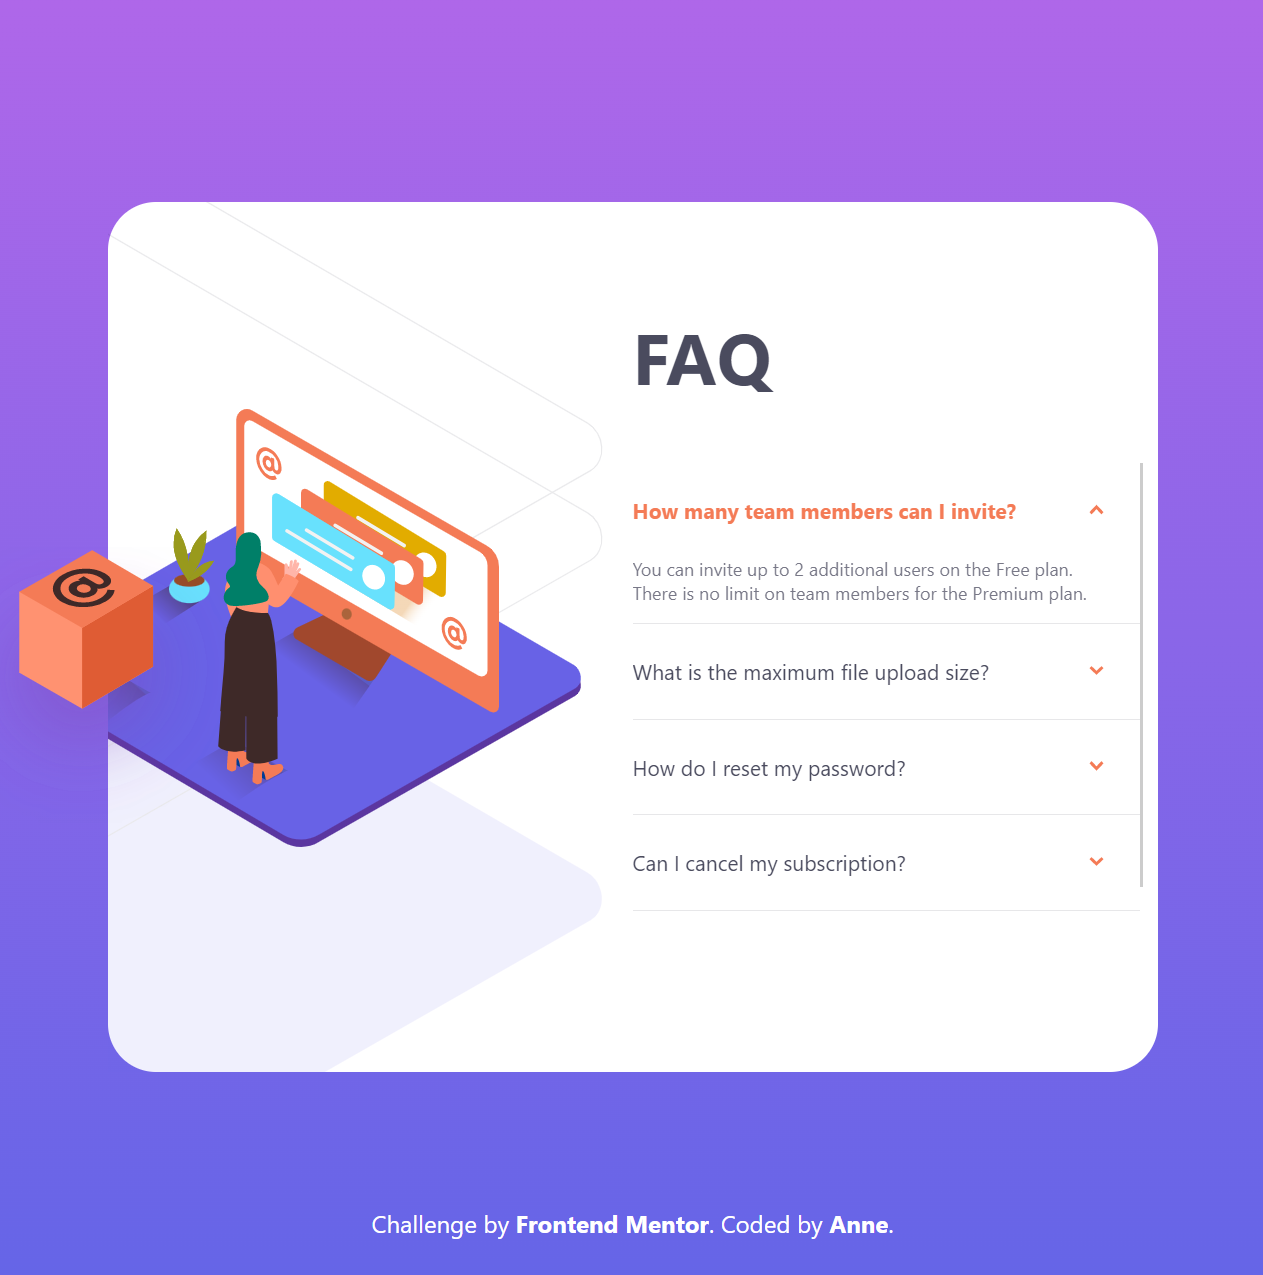 FAQ
@
How many team members can I invite?
You can invite up to 2 additional users on the Free plan.
There is no limit on team members for the Premium plan.
@
@
What is the maximum file upload size?
How do I reset my password?
Can I cancel my subscription?
Challenge by Frontend Mentor. Coded by Anne.